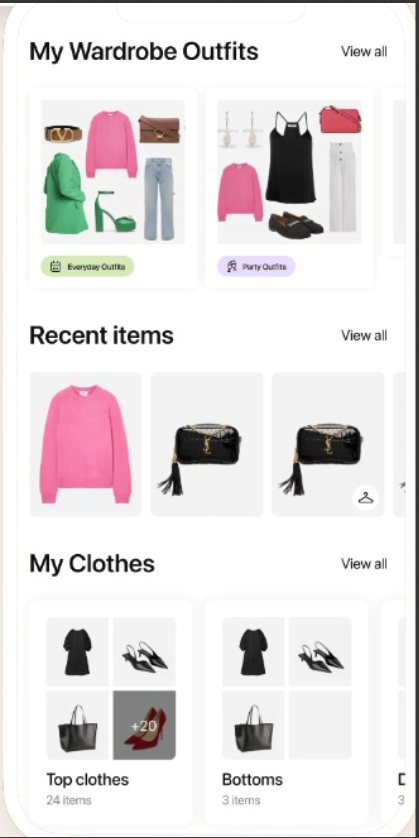 My Wardrobe Outfits View all
Everyday Outfits
Party Outfits
Recent items View all
My Clothes View all
+20
Top clothes
24 items
Bottoms
3 items
D
3